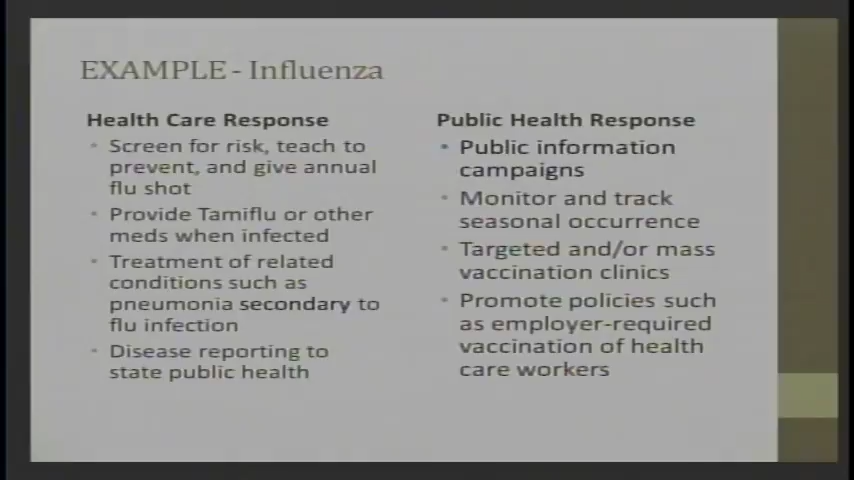 EXAMPLE - Influenza
Health Care Response
• Screen for risk, teach to
prevent, and give annual
flu shot
• Provide Tamiflu or other
meds when infected
• Treatment of related
conditions such as
pneumonia secondary to
flu infection
• Disease reporting to
state public health
Public Health Response
• Public information
campaigns
• Monitor and track
seasonal occurrence
• Targeted and/or mass
vaccination clinics
• Promote policies such
as employer-required
vaccination of health
care workers